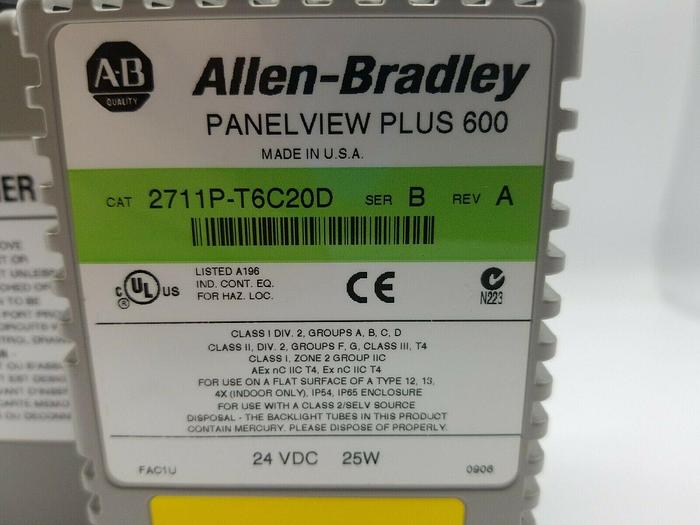 A-B
QUALITY
Allen-Bradley
PANELVIEW PLUS 600
MADE IN U.S.A.
CAT 2711P-T6C20D SER B REV A
C UL US
®
LISTED A196
IND. CONT. EQ.
FOR HAZ. LOC.
CE
N223
CLASS I DIV. 2, GROUPS A, B, C, D
CLASS II, DIV. 2, GROUPS F, G, CLASS III, T4
CLASS I, ZONE 2 GROUP IIC
AEx nC IIC T4, Ex nC IIC T4
FOR USE ON A FLAT SURFACE OF A TYPE 12, 13,
4X (INDOOR ONLY), IP54, IP65 ENCLOSURE
FOR USE WITH A CLASS 2/SELV SOURCE
DISPOSAL - THE BACKLIGHT TUBES IN THIS PRODUCT
CONTAIN MERCURY. PLEASE DISPOSE OF PROPERLY.
24 VDC 25W
FAC1U 0906